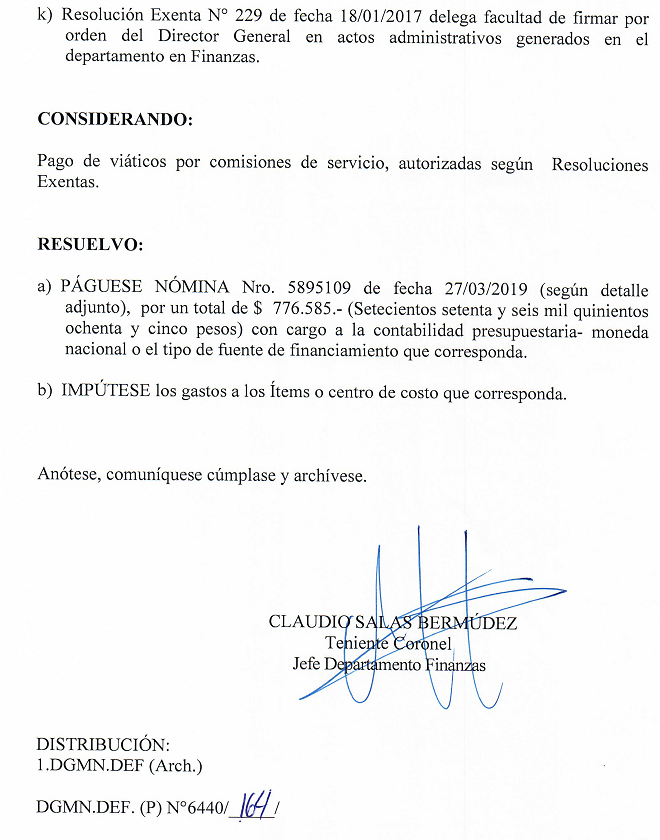 k) Resolución Exenta N° 229 de fecha 18/01/2017 delega facultad de firmar por
orden del Director General en actos administrativos generados en el
departamento en Finanzas.
CONSIDERANDO:
Pago de viáticos por comisiones de servicio, autorizadas según Resoluciones
Exentas.
RESUELVO:
a) PÁGUESE NÓMINA Nro. 5895109 de fecha 27/03/2019 (según detalle
adjunto), por un total de $ 776.585.- (Setecientos setenta y seis mil quinientos
ochenta y cinco pesos) con cargo a la contabilidad presupuestaria- moneda
nacional o el tipo de fuente de financiamiento que corresponda.
b) IMPÚTESE los gastos a los Ítems o centro de costo que corresponda.
Anótese, comuníquese cúmplase y archívese.
CLAUDIO SALAS BERMÚDEZ
Teniente Coronel
Jefe Departamento Finanzas
DISTRIBUCIÓN:
1.DGMN.DEF (Arch.)
DGMN.DEF. (P) N°6440/ 164 /